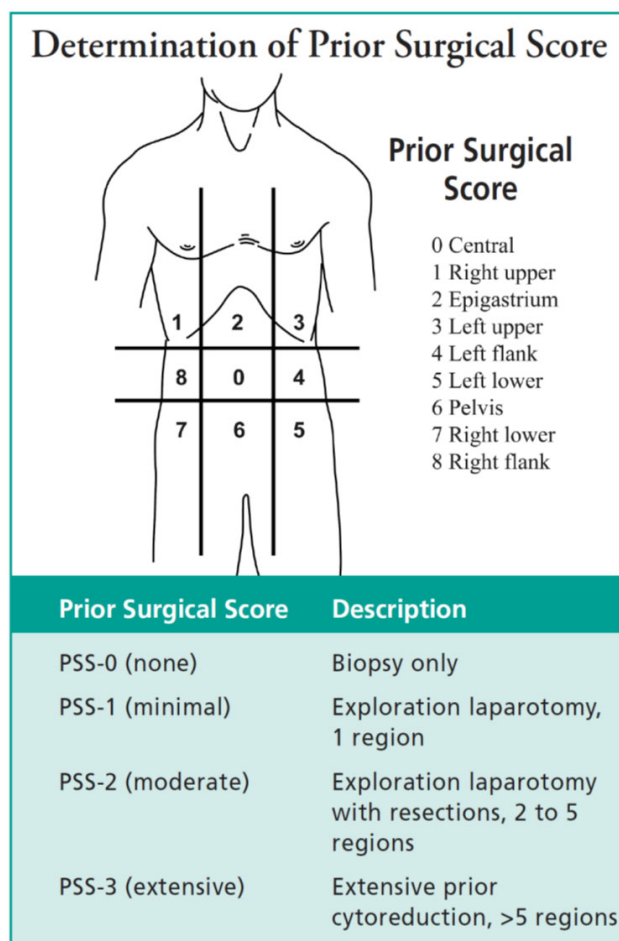 Determination of Prior Surgical Score
Prior Surgical
Score
0 Central
1 Right upper
2 Epigastrium
3 Left upper
4 Left flank
5 Left lower
6 Pelvis
7 Right lower
8 Right flank
1 2 3
8 0 4
7 6 5
Prior Surgical Score Description
PSS-0 (none) Biopsy only
PSS-1 (minimal) Exploration laparotomy,
1 region
PSS-2 (moderate) Exploration laparotomy
with resections, 2 to 5
regions
PSS-3 (extensive) Extensive prior
cytoreduction, >5 regions